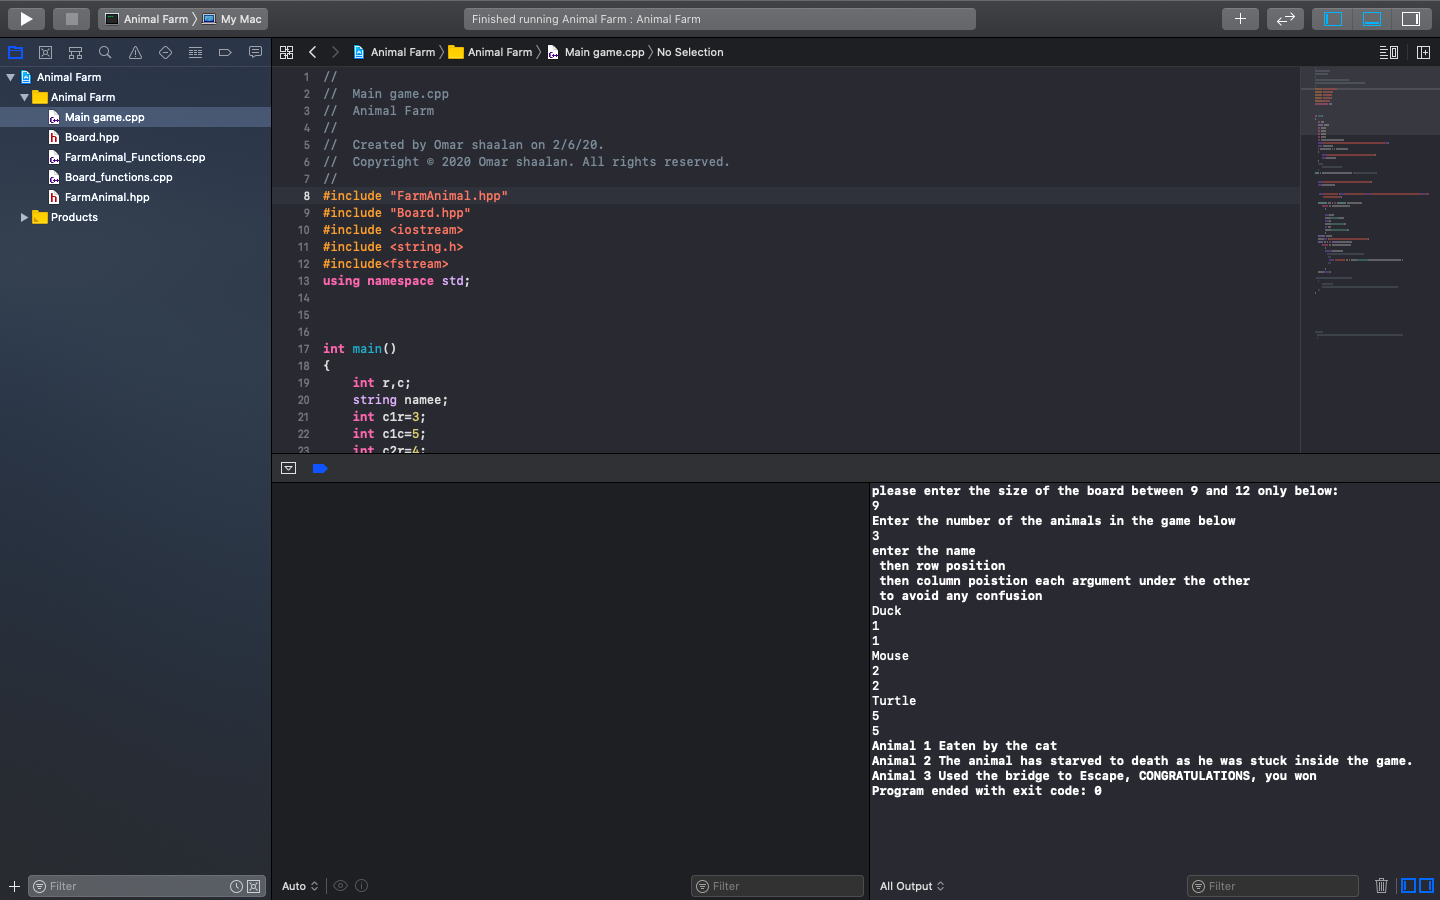 Animal Farm
My Mac
Finished running Animal Farm : Animal Farm
Animal Farm
Animal Farm
Main game.cpp
No Selection
Animal Farm
Animal Farm
Main game.cpp
Board.hpp
FarmAnimal_Functions.cpp
Board_functions.cpp
FarmAnimal.hpp
Products
1 //
2 //  Main game.cpp
3 //  Animal Farm
4 //
5 //  Created by Omar shaalan on 2/6/20.
6 //  Copyright © 2020 Omar shaalan. All rights reserved.
7 //
8 #include "FarmAnimal.hpp"
9 #include "Board.hpp"
10 #include <iostream>
11 #include <string.h>
12 #include<fstream>
13 using namespace std;
14
15
16
17 int main()
18 {
19     int r,c;
20     string namee;
21     int c1r=3;
22     int c1c=5;
23     int c2r=4;
please enter the size of the board between 9 and 12 only below:
9
Enter the number of the animals in the game below
3
enter the name
 then row position
 then column poistion each argument under the other
 to avoid any confusion
Duck
1
1
Mouse
2
2
Turtle
5
5
Animal 1 Eaten by the cat
Animal 2 The animal has starved to death as he was stuck inside the game.
Animal 3 Used the bridge to Escape, CONGRATULATIONS, you won
Program ended with exit code: 0
Filter
Auto
Filter
All Output
Filter